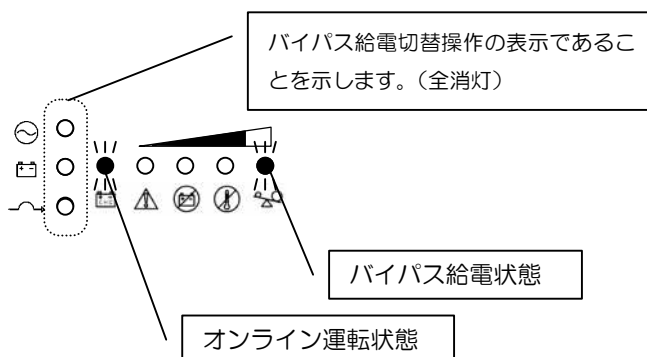 バイパス給電切替操作の表示であるこ
とを示します。（全消灯）
バイパス給電状態
オンライン運転状態